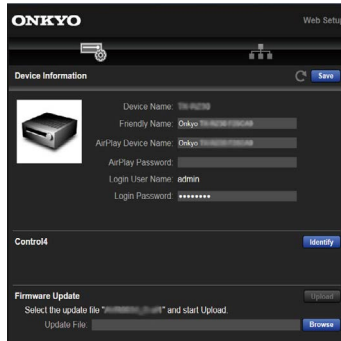 ONKYO
Web Setu
Device Information
Save
Device Name:
Friendly Name: Onkyo
AirPlay Device Name: Onkyo
AirPlay Password:
Login User Name: admin
Login Password: ••••••••
Control4
Identify
Firmware Update
Upload
Select the update file "  " and start Upload.
Update File:
Browse